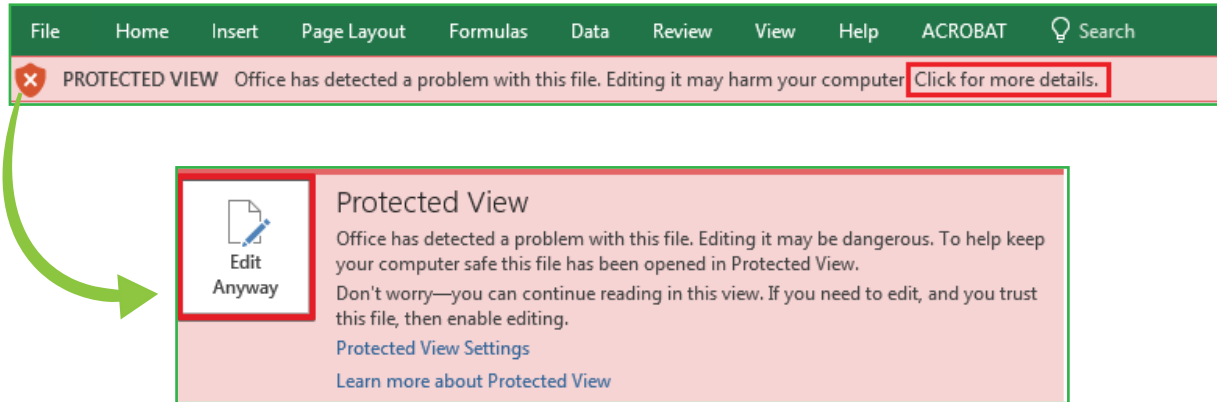 File Home Insert Page Layout Formulas Data Review View Help ACROBAT Search
PROTECTED VIEW Office has detected a problem with this file. Editing it may harm your computer Click for more details.
Edit
Anyway
Protected View
Office has detected a problem with this file. Editing it may be dangerous. To help keep
your computer safe this file has been opened in Protected View.
Don't worry—you can continue reading in this view. If you need to edit, and you trust
this file, then enable editing.
Protected View Settings
Learn more about Protected View